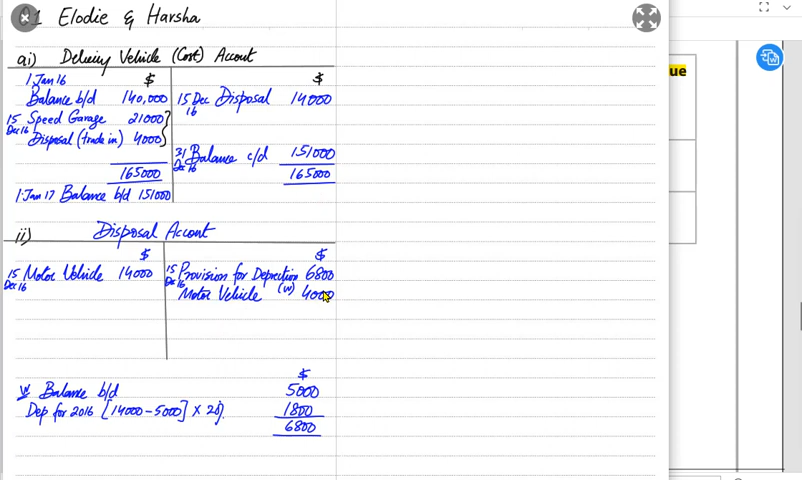 Q1 Elodie & Harsha
ai) Delivery Vehicle (Cost) Account
1 Jan 16 $ $
Balance b/d 140,000 15 Dec 16 Disposal 14000
15 Dec 16 Speed Garage 21000
Disposal (trade in) 4000
31 Dec 16 Balance c/d 151000
165000 165000
1 Jan 17 Balance b/d 151000
ii) Disposal Account
$ $
15 Dec 16 Motor Vehicle 14000 15 Dec 16 Provision for Deprection 6800
Motor Vehicle (w) 4000
$
W Balance b/d 5000
Dep for 2016 [14000-5000] x 20% 1800
6800
ue